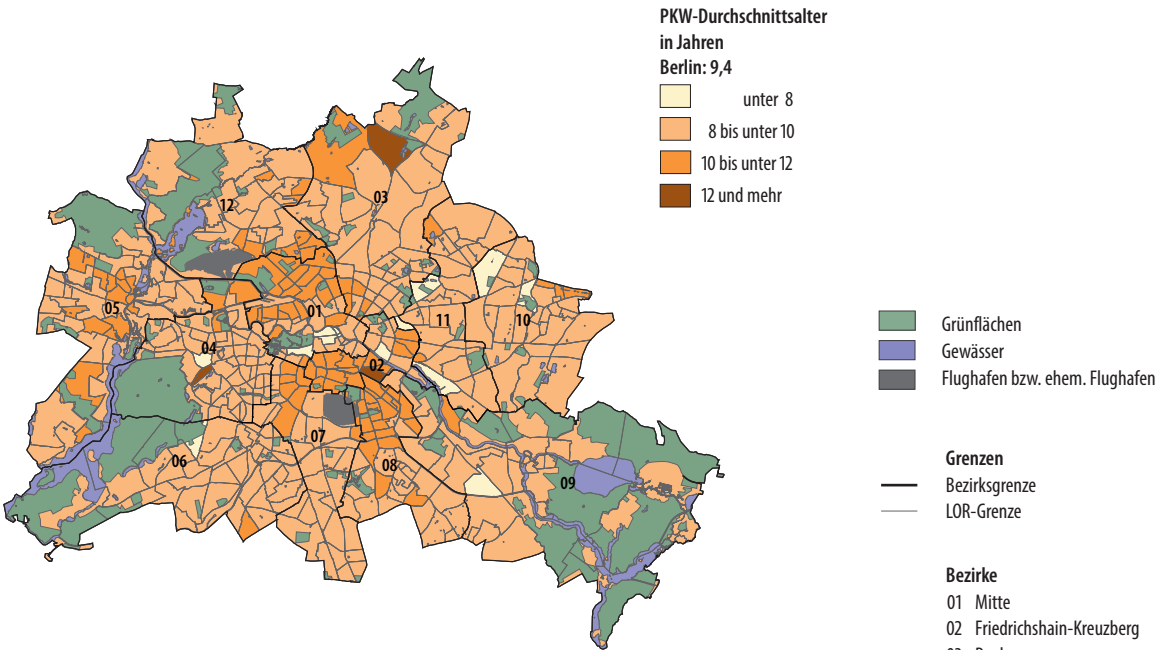 PKW-Durchschnittsalter
in Jahren
Berlin: 9,4
unter 8
8 bis unter 10
10 bis unter 12
12 und mehr
12
03
05
01
11
10
04
02
07
06
08
09
Grünflächen
Gewässer
Flughafen bzw. ehem. Flughafen
Grenzen
Bezirksgrenze
LOR-Grenze
Bezirke
01 Mitte
02 Friedrichshain-Kreuzberg